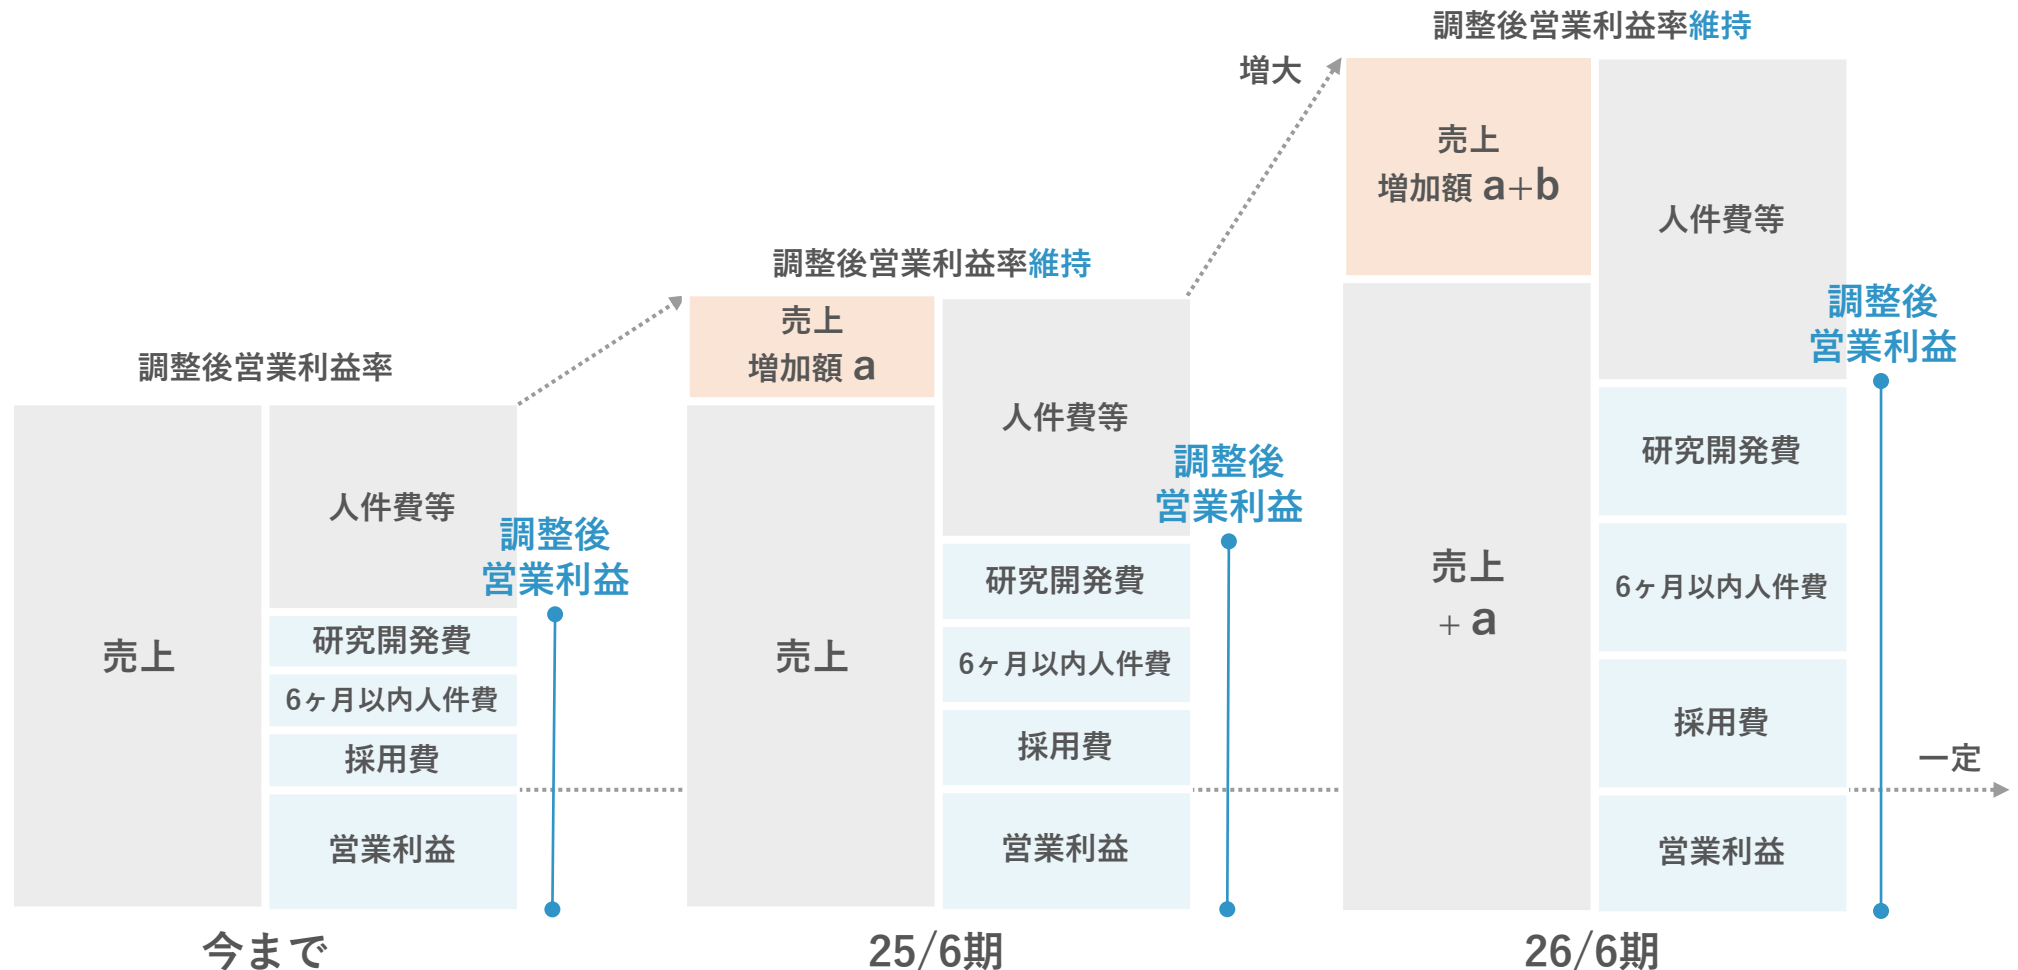 調整後営業利益率
売上
人件費等
調整後
営業利益
研究開発費
6ヶ月以内人件費
採用費
営業利益
今まで
調整後営業利益率維持
売上
増加額 a
売上
人件費等
調整後
営業利益
研究開発費
6ヶ月以内人件費
採用費
営業利益
25/6期
増大
調整後営業利益率維持
売上
増加額 a+b
売上
+ a
人件費等
調整後
営業利益
研究開発費
6ヶ月以内人件費
採用費
営業利益
一定
26/6期